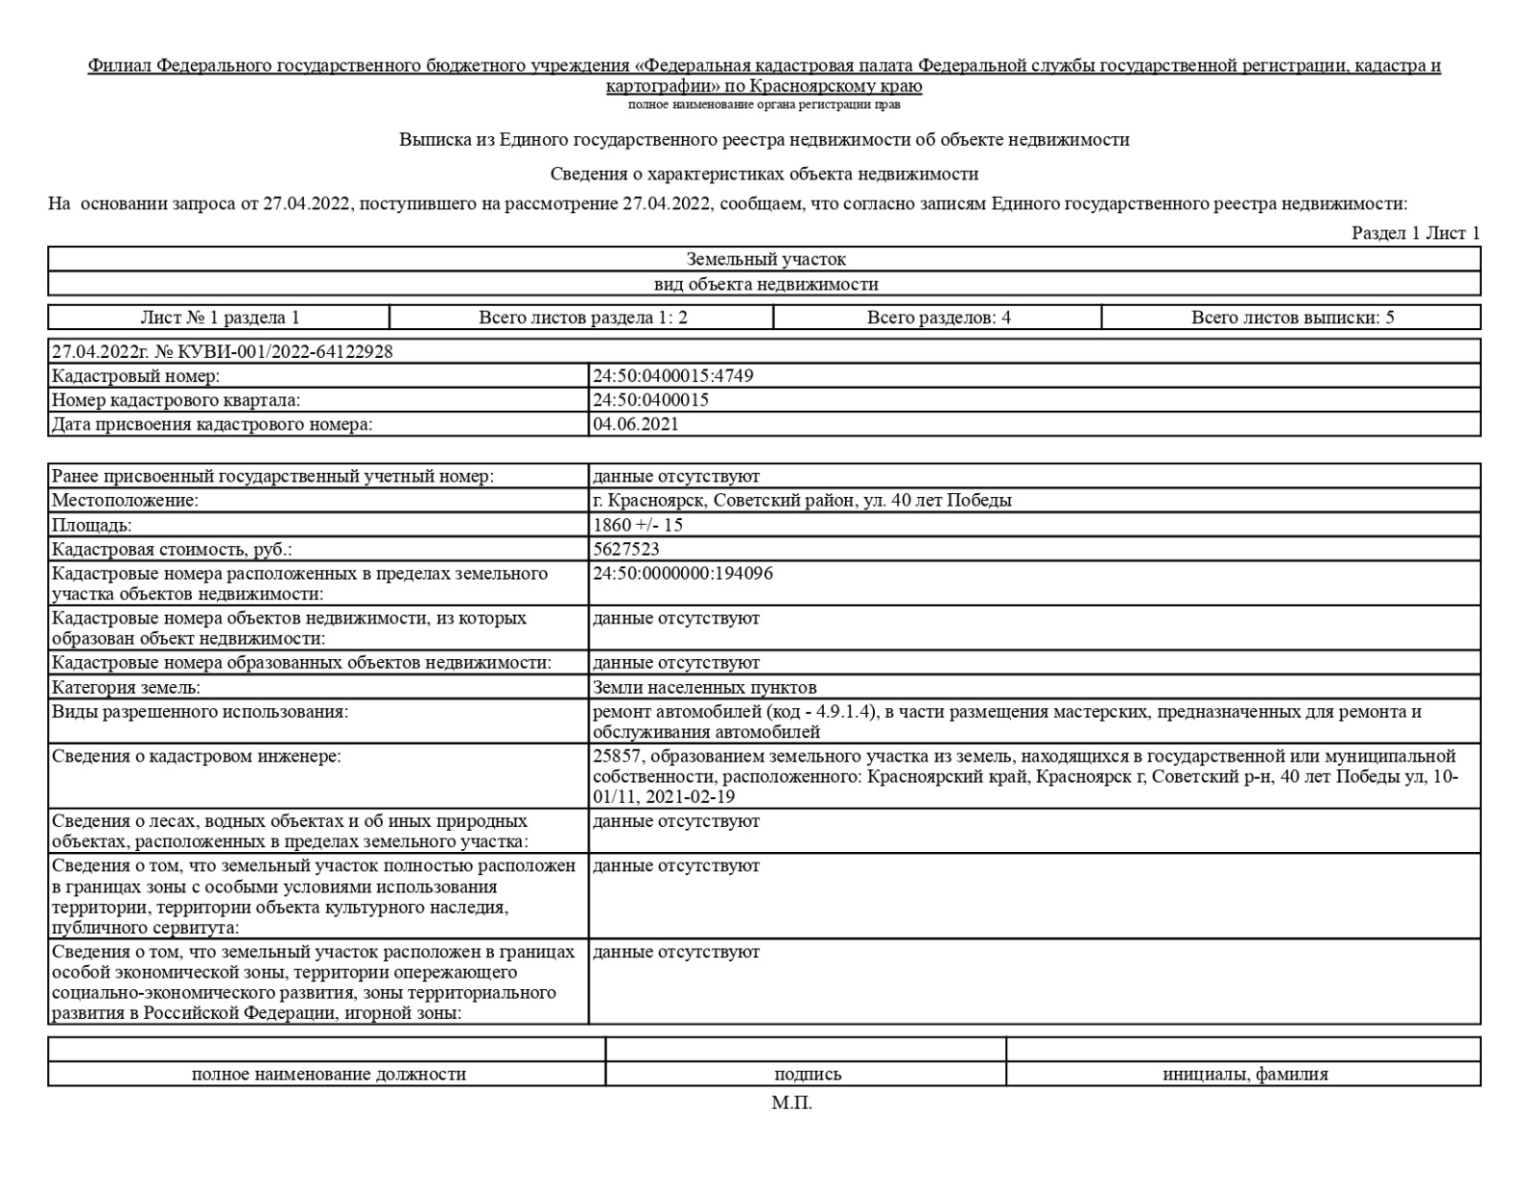 Филиал Федерального государственного бюджетного учреждения «Федеральная кадастровая палата Федеральной службы государственной регистрации, кадастра и
картографии» по Красноярскому краю
полное наименование органа регистрации прав
Выписка из Единого государственного реестра недвижимости об объекте недвижимости
Сведения о характеристиках объекта недвижимости
На основании запроса от 27.04.2022, поступившего на рассмотрение 27.04.2022, сообщаем, что согласно записям Единого государственного реестра недвижимости:
Раздел 1 Лист 1
Земельный участок
вид объекта недвижимости
Лист № 1 раздела 1 Всего листов раздела 1: 2 Всего разделов: 4 Всего листов выписки: 5
27.04.2022г. № КУВИ-001/2022-64122928
Кадастровый номер: 24:50:0400015:4749
Номер кадастрового квартала: 24:50:0400015
Дата присвоения кадастрового номера: 04.06.2021
Ранее присвоенный государственный учетный номер: данные отсутствуют
Местоположение: г. Красноярск, Советский район, ул. 40 лет Победы
Площадь: 1860 +/- 15
Кадастровая стоимость, руб.: 5627523
Кадастровые номера расположенных в пределах земельного 24:50:0000000:194096
участка объектов недвижимости:
Кадастровые номера объектов недвижимости, из которых данные отсутствуют
образован объект недвижимости:
Кадастровые номера образованных объектов недвижимости: данные отсутствуют
Категория земель: Земли населенных пунктов
Виды разрешенного использования: ремонт автомобилей (код - 4.9.1.4), в части размещения мастерских, предназначенных для ремонта и
обслуживания автомобилей
Сведения о кадастровом инженере: 25857, образованием земельного участка из земель, находящихся в государственной или муниципальной
собственности, расположенного: Красноярский край, Красноярск г, Советский р-н, 40 лет Победы ул, 10-
01/11, 2021-02-19
Сведения о лесах, водных объектах и об иных природных данные отсутствуют
объектах, расположенных в пределах земельного участка:
Сведения о том, что земельный участок полностью расположен данные отсутствуют
в границах зоны с особыми условиями использования
территории, территории объекта культурного наследия,
публичного сервитута:
Сведения о том, что земельный участок расположен в границах данные отсутствуют
особой экономической зоны, территории опережающего
социально-экономического развития, зоны территориального
развития в Российской Федерации, игорной зоны:
полное наименование должности подпись инициалы, фамилия
М.П.